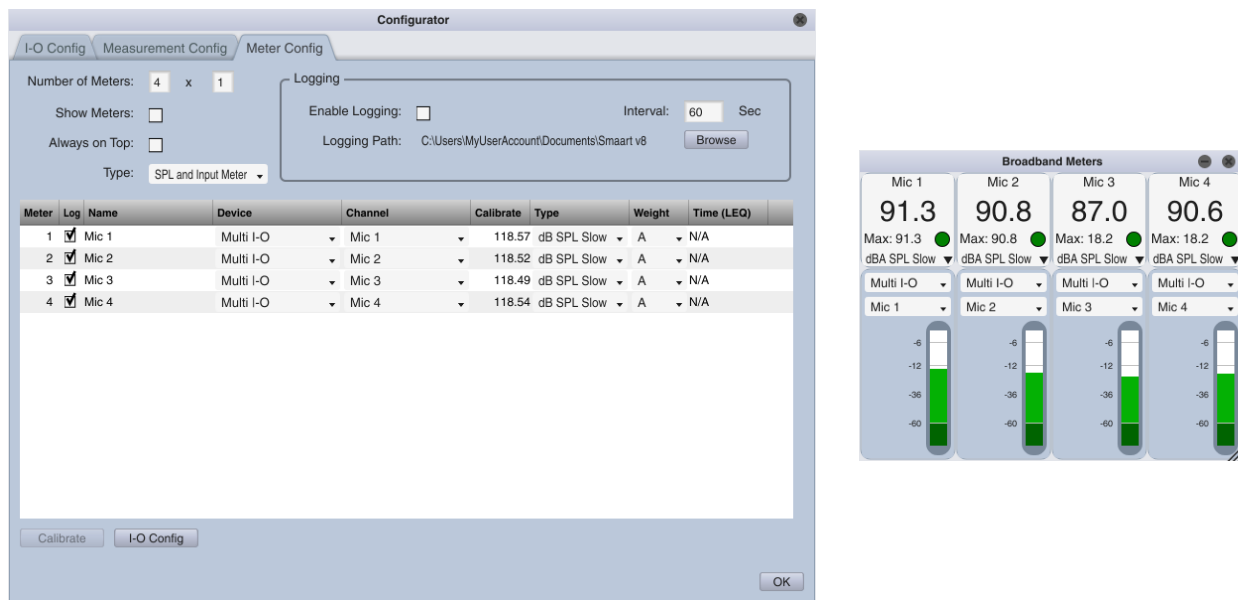 Configurator
I-O Config Measurement Config Meter Config
Number of Meters: 4 x 1
Show Meters:
Always on Top:
Type: SPL and Input Meter
Logging
Enable Logging: Interval: 60 Sec
Logging Path: C:\Users\MyUserAccount\Documents\Smaart v8 Browse
Meter Log Name Device Channel Calibrate Type Weight Time (LEQ)
1 Mic 1 Multi I-O Mic 1 118.57 dB SPL Slow A N/A
2 Mic 2 Multi I-O Mic 2 118.52 dB SPL Slow A N/A
3 Mic 3 Multi I-O Mic 3 118.49 dB SPL Slow A N/A
4 Mic 4 Multi I-O Mic 4 118.54 dB SPL Slow A N/A
Calibrate I-O Config
OK
Broadband Meters
Mic 1 Mic 2 Mic 3 Mic 4
91.3 90.8 87.0 90.6
Max: 91.3 Max: 90.8 Max: 18.2 Max: 18.2
dBA SPL Slow dBA SPL Slow dBA SPL Slow dBA SPL Slow
Multi I-O Multi I-O Multi I-O Multi I-O
Mic 1 Mic 2 Mic 3 Mic 4
-6 -6 -6 -6
-12 -12 -12 -12
-36 -36 -36 -36
-60 -60 -60 -60